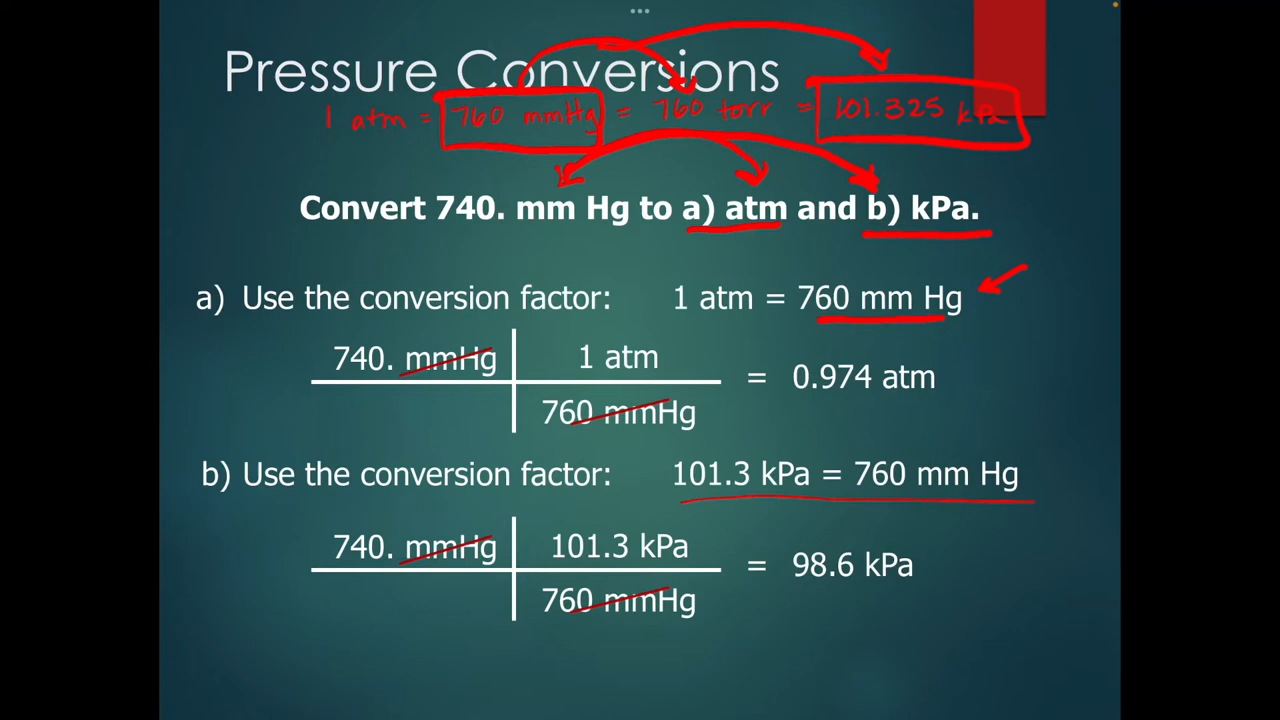 Pressure Conversions
1 atm = 760 mmHg = 760 torr = 101.325 kPa
Convert 740. mm Hg to a) atm and b) kPa.
a) Use the conversion factor: 1 atm = 760 mm Hg
740. mmHg 1 atm
= 0.974 atm
760 mmHg
b) Use the conversion factor: 101.3 kPa = 760 mm Hg
740. mmHg 101.3 kPa
= 98.6 kPa
760 mmHg